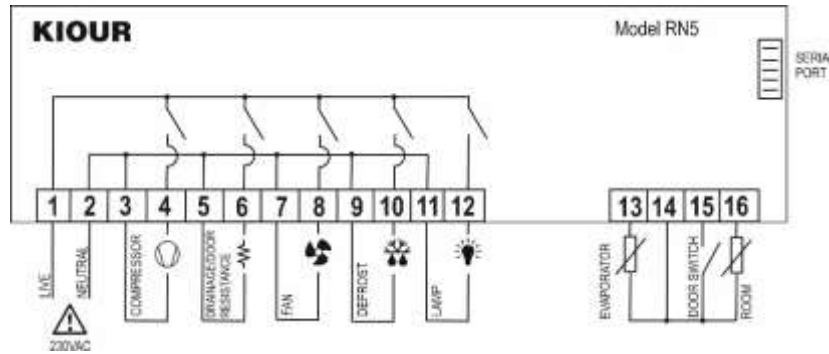 KIOUR
Model RN5
SERIA
PORT
1 2 3 4 5 6 7 8 9 10 11 12
13 14 15 16
LIVE
NEUTRAL
COMPRESSOR
DRAINAGE/DOOR
RESISTANCE
FAN
DEFROST
LAMP
EVAPORATOR
DOOR SWITCH
ROOM
230VAC